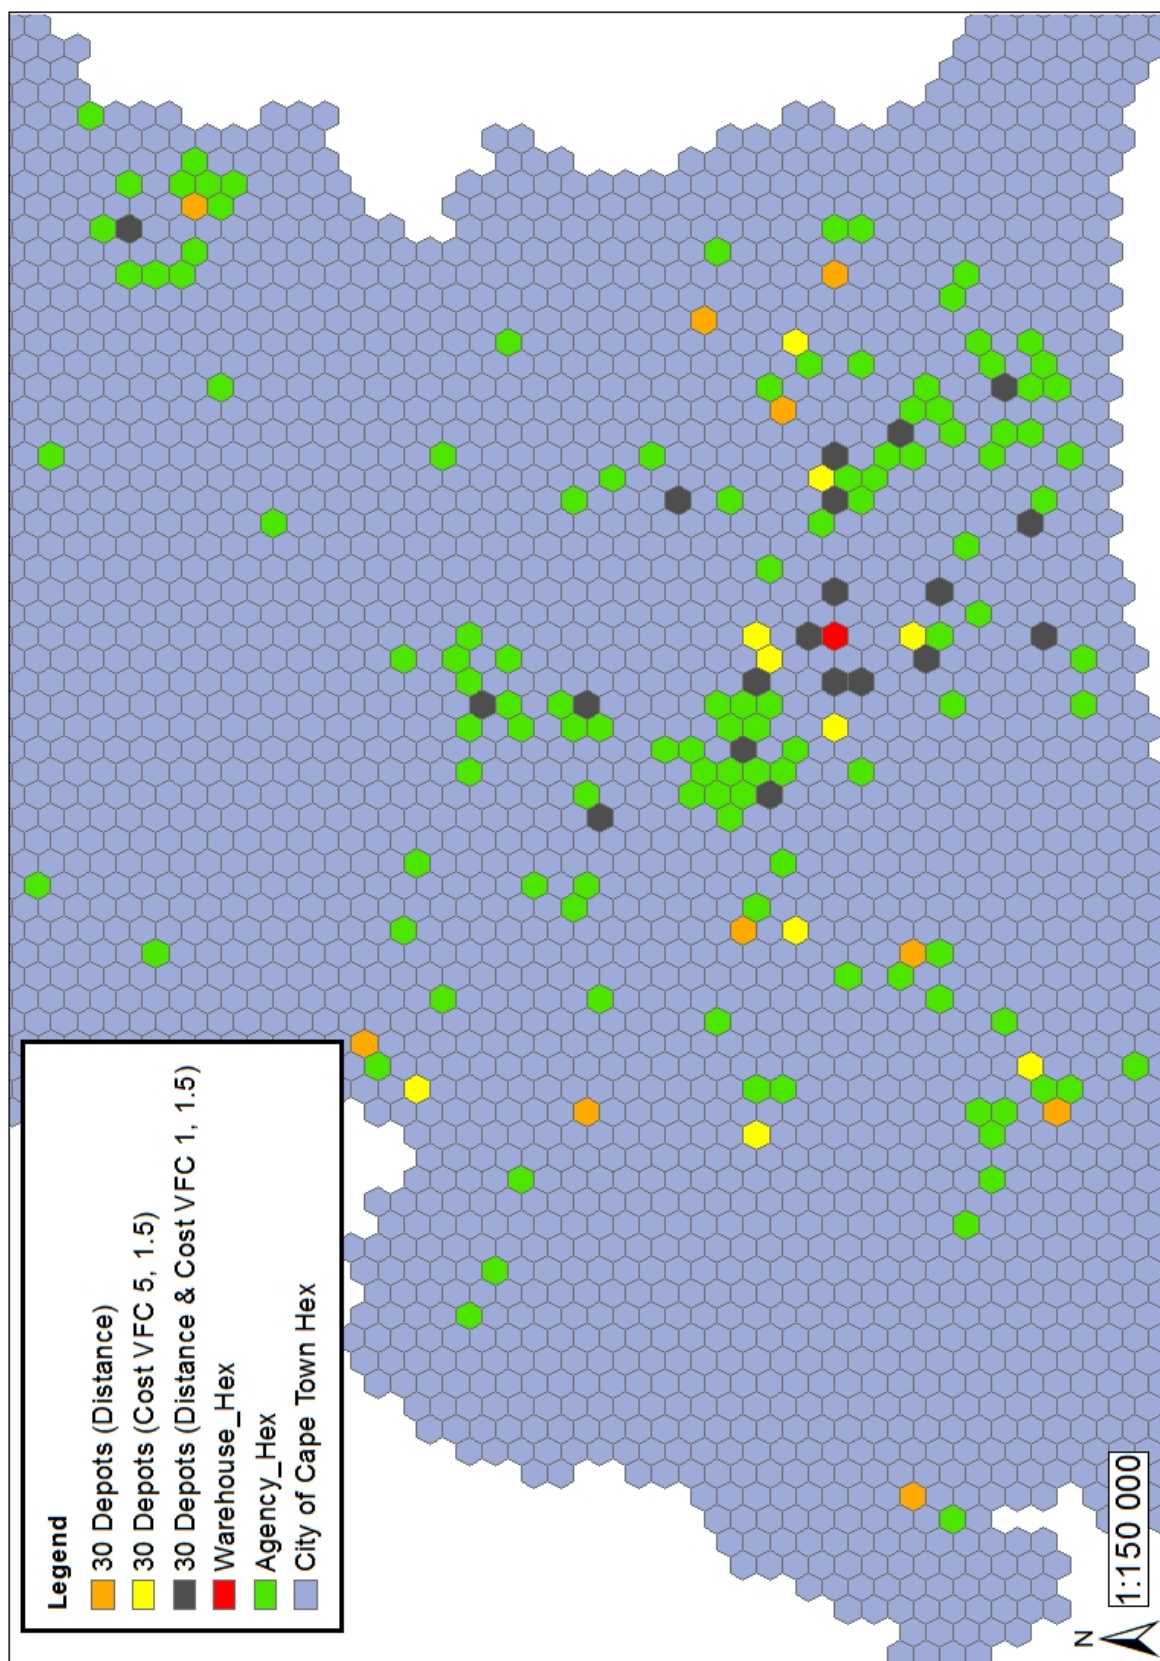 Legend
30 Depots (Distance)
30 Depots (Cost VFC 5, 1.5)
30 Depots (Distance & Cost VFC 1, 1.5)
Warehouse_Hex
Agency_Hex
City of Cape Town Hex
N
1:150 000